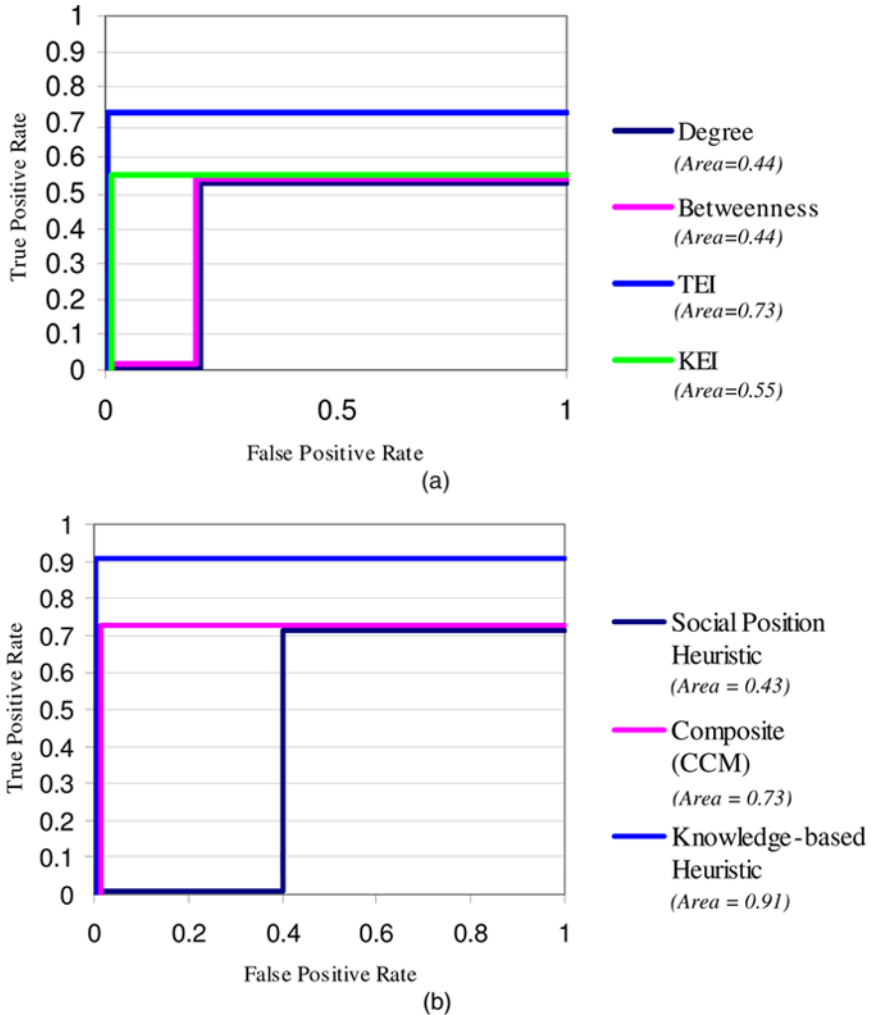 1
0.9
0.8
0.7
0.6
0.5
0.4
0.3
0.2
0.1
0
True Positive Rate
0 0.5 1
False Positive Rate
(a)
Degree
(Area=0.44)
Betweenness
(Area=0.44)
TEI
(Area=0.73)
KEI
(Area=0.55)
1
0.9
0.8
0.7
0.6
0.5
0.4
0.3
0.2
0.1
0
True Positive Rate
0 0.2 0.4 0.6 0.8 1
False Positive Rate
(b)
Social Position
Heuristic
(Area = 0.43)
Composite
(CCM)
(Area = 0.73)
Knowledge-based
Heuristic
(Area = 0.91)